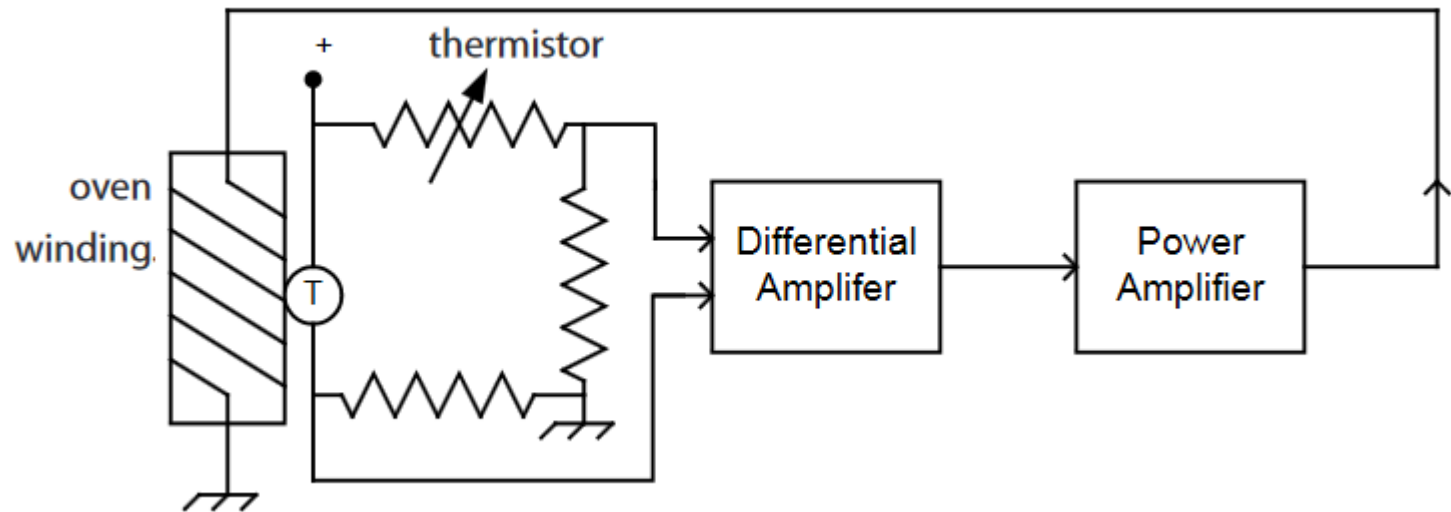 +
thermistor
oven
winding.
T
Differential
Amplifer
Power
Amplifier